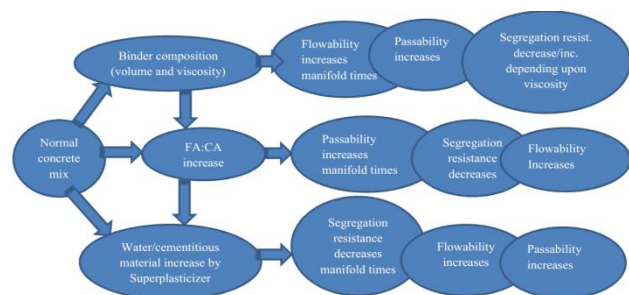 Binder composition
(volume and viscosity)
Flowability
increases
manifold times
Passability
increases
Segregation resist.
decrease/inc.
depending upon
viscosity
Normal
concrete
mix
FA:CA
increase
Passability
increases
manifold times
Segregation
resistance
decreases
Flowability
Increases
Water/cementitious
material increase by
Superplasticizer
Segregation
resistance
decreases
manifold times
Flowability
increases
Passability
increases